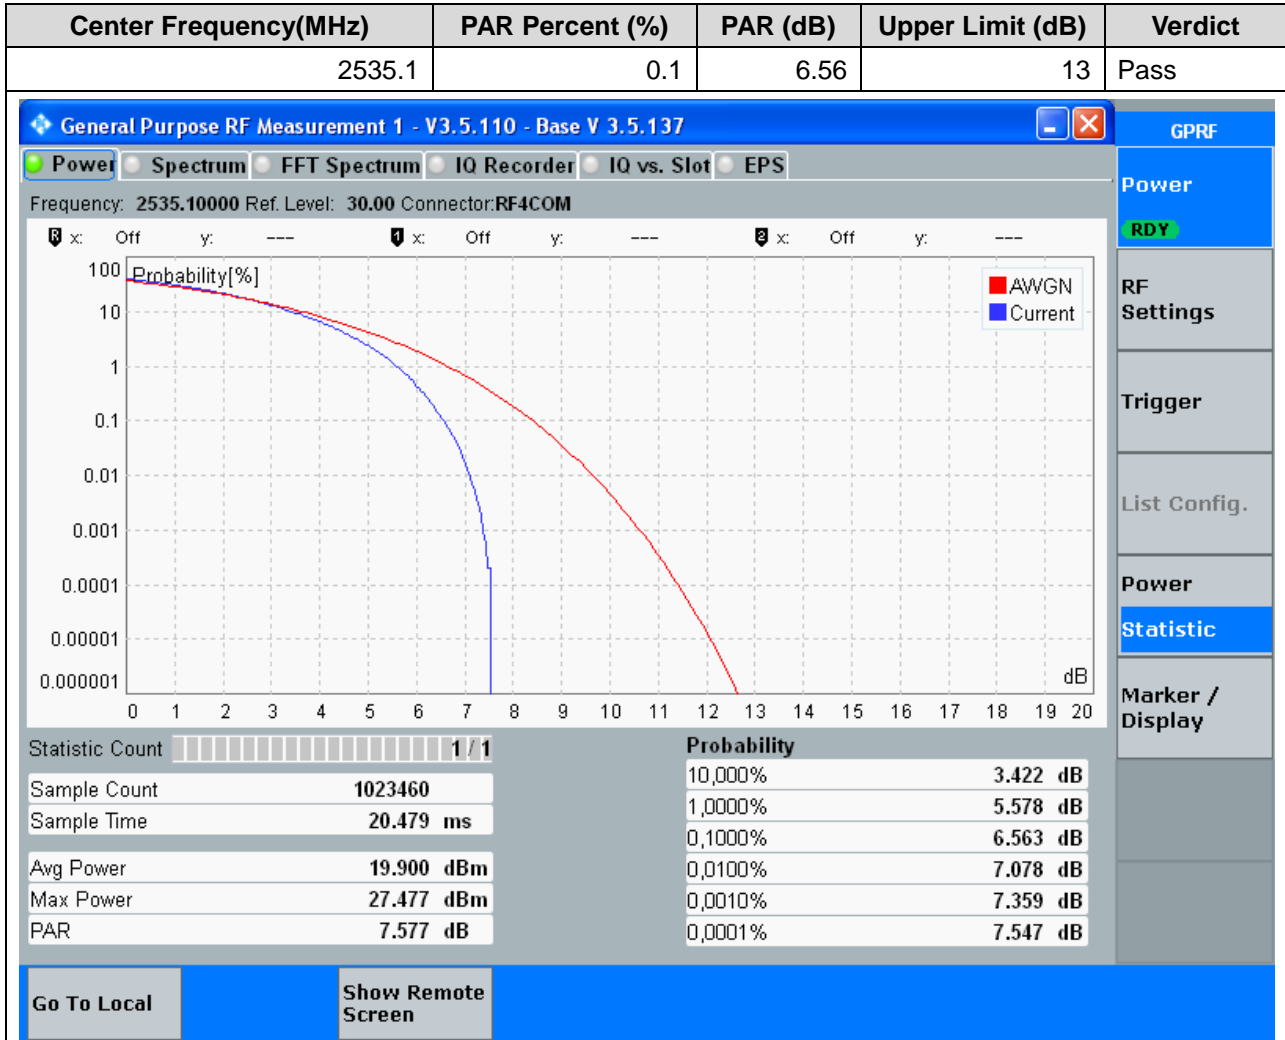 Center Frequency(MHz) PAR Percent (%) PAR (dB) Upper Limit (dB) Verdict
2535.1 0.1 6.56 13 Pass
General Purpose RF Measurement 1 - V3.5.110 - Base V 3.5.137
GPRF
Power Spectrum FFT Spectrum IQ Recorder IQ vs. Slot EPS
Power
RDY
Frequency: 2535.10000 Ref. Level: 30.00 Connector:RF4COM
R x: Off y: --- 1 x: Off y: --- 2 x: Off y: ---
Probability[%]
AWGN
Current
100
10
1
0.1
0.01
0.001
0.0001
0.00001
0.000001
dB
0 1 2 3 4 5 6 7 8 9 10 11 12 13 14 15 16 17 18 19 20
RF
Settings
Trigger
List Config.
Power
Statistic
Marker /
Display
Statistic Count 1 / 1
Sample Count 1023460
Sample Time 20.479 ms
Avg Power 19.900 dBm
Max Power 27.477 dBm
PAR 7.577 dB
Probability
10,000% 3.422 dB
1,0000% 5.578 dB
0,1000% 6.563 dB
0,0100% 7.078 dB
0,0010% 7.359 dB
0,0001% 7.547 dB
Go To Local
Show Remote
Screen